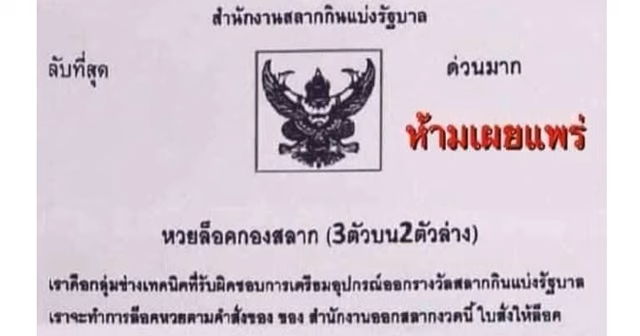 สำนักงานสลากกินแบ่งรัฐบาล
ลับที่สุด
ด่วนมาก
ห้ามเผยแพร่
หวยล็อคกองสลาก (3ตัวบน2ตัวล่าง)
เราคือกลุ่มช่างเทคนิคที่รับผิดชอบการเตรียมอุปกรณ์ออกรางวัลสลากกินแบ่งรัฐบาล
เราจะทำการล็อคหวยตามคำสั่งของ ของ สำนักงานออกสลากงวดนี้ ใบสั่งให้ล็อค